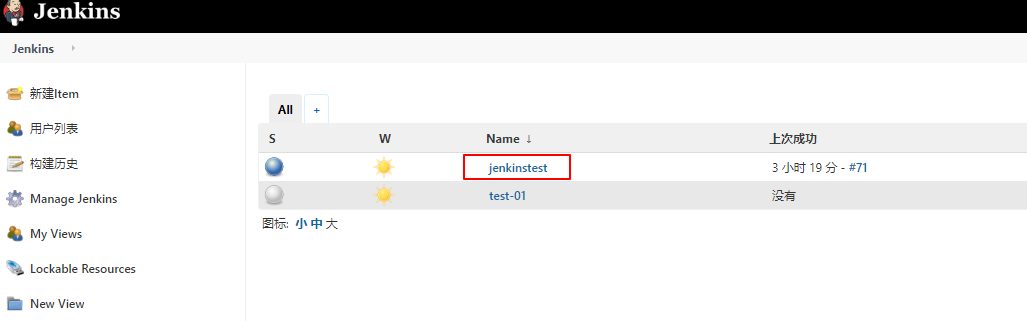 Jenkins
Jenkins
新建Item
用户列表
构建历史
Manage Jenkins
My Views
Lockable Resources
New View
All +
S W Name ↓ 上次成功
jenkinstest 3 小时 19 分 - #71
test-01 没有
图标: 小 中 大